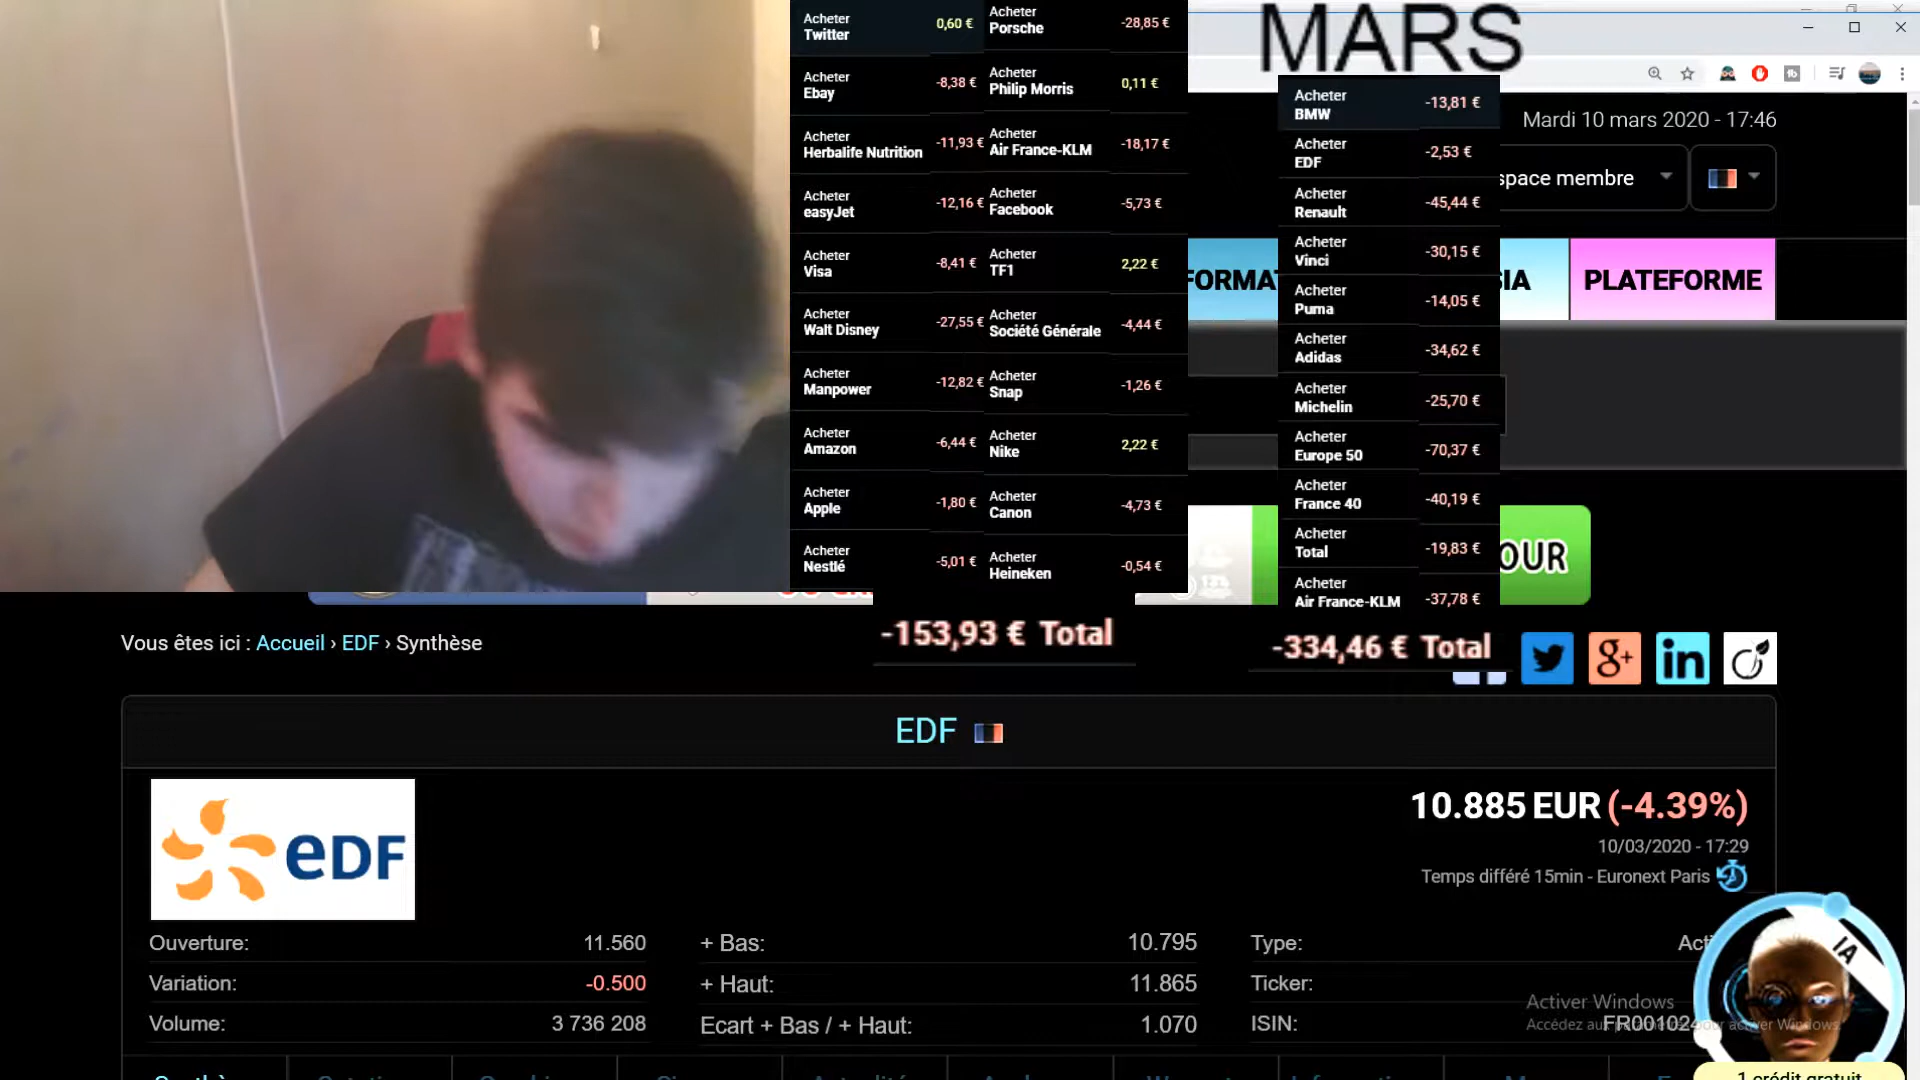 Acheter
Twitter
0,60 €
Acheter
Ebay
-8,38 €
Acheter
Herbalife Nutrition
-11,93 €
Acheter
easyJet
-12,16 €
Acheter
Visa
-8,41 €
Acheter
Walt Disney
-27,55 €
Acheter
Manpower
-12,82 €
Acheter
Amazon
-6,44 €
Acheter
Apple
-1,80 €
Acheter
Nestlé
-5,01 €
Acheter
Porsche
-28,85 €
Acheter
Philip Morris
0,11 €
Acheter
Air France-KLM
-18,17 €
Acheter
Facebook
-5,73 €
Acheter
TF1
2,22 €
Acheter
Société Générale
-4,44 €
Acheter
Snap
-1,26 €
Acheter
Nike
2,22 €
Acheter
Canon
-4,73 €
Acheter
Heineken
-0,54 €
-153,93 € Total
MARS
Acheter
BMW
-13,81 €
Acheter
EDF
-2,53 €
Acheter
Renault
-45,44 €
Acheter
Vinci
-30,15 €
Acheter
Puma
-14,05 €
Acheter
Adidas
-34,62 €
Acheter
Michelin
-25,70 €
Acheter
Europe 50
-70,37 €
Acheter
France 40
-40,19 €
Acheter
Total
-19,83 €
Acheter
Air France-KLM
-37,78 €
-334,46 € Total
Mardi 10 mars 2020 - 17:46
space membre
FORMA
IA
PLATEFORME
OUR
Vous êtes ici : Accueil › EDF › Synthèse
g+
in
EDF
eDF
10.885 EUR (-4.39%)
10/03/2020 - 17:29
Temps différé 15min - Euronext Paris
Ouverture: 11.560
+ Bas: 10.795
Type: Acti
Variation: -0.500
+ Haut: 11.865
Ticker:
Volume: 3 736 208
Ecart + Bas / + Haut: 1.070
ISIN: FR001024
IA
Activer Windows
Accédez aux paramètres pour activer Windows.
1 crédit gratuit